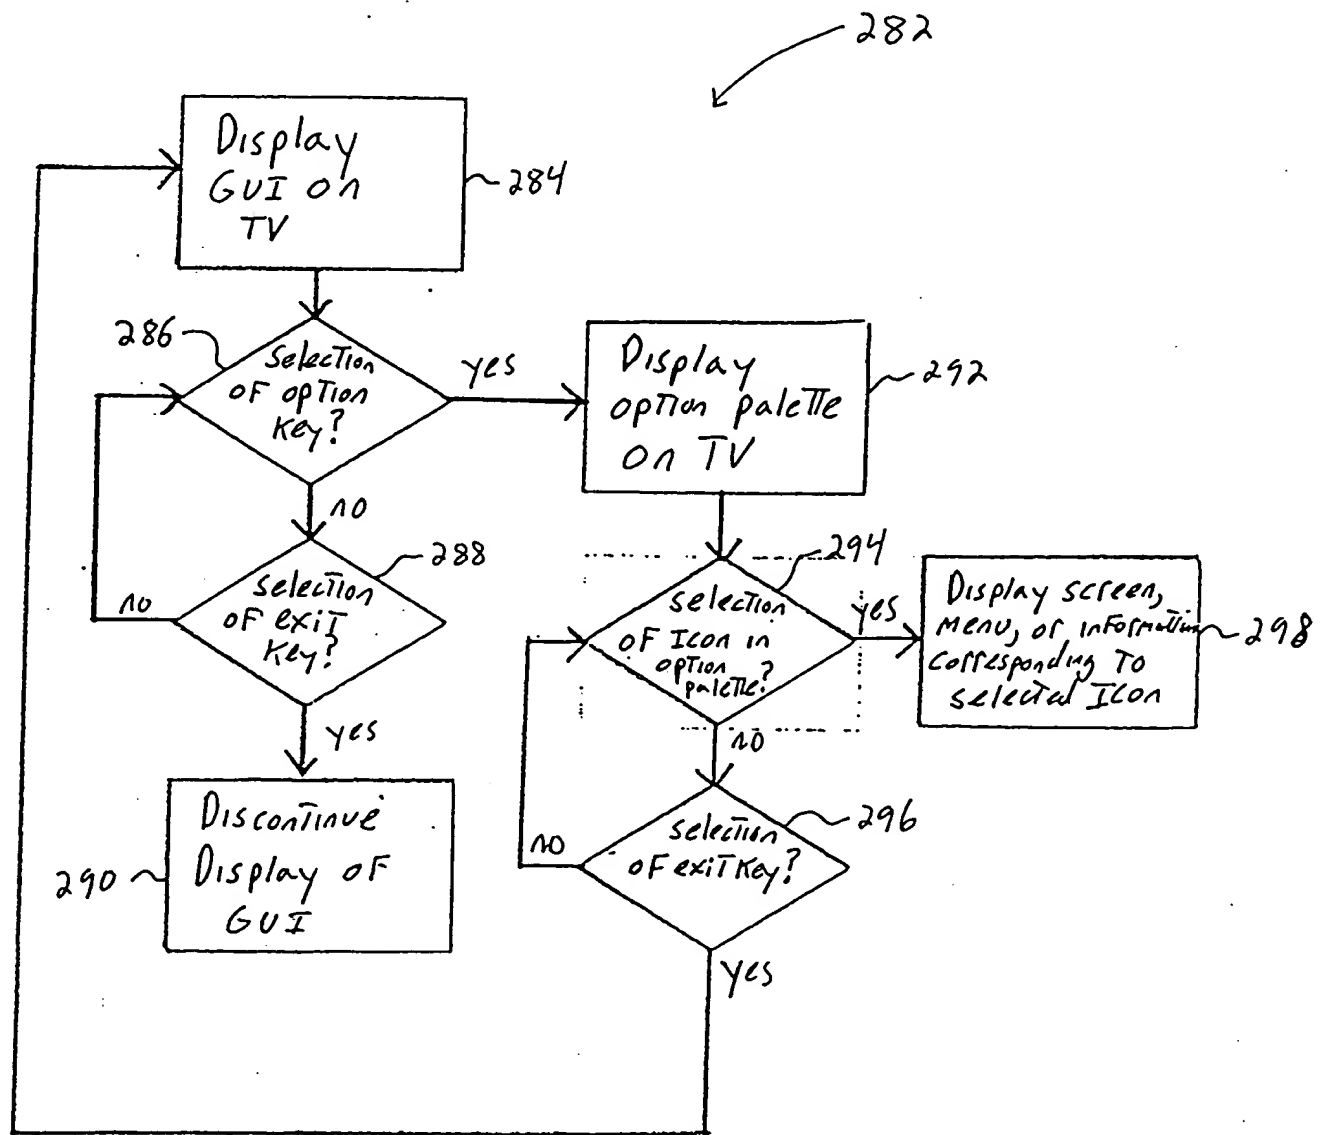 282
Display
GUI on
TV
284
286
selection
of option
key?
yes
no
288
selection
of exit
key?
no
yes
290
Discontinue
Display of
GUI
Display
option palette
on TV
292
294
selection
of Icon in
option
palette?
yes
no
Display screen,
menu, or information
corresponding to
selected Icon
298
296
selection
of exit key?
no
yes